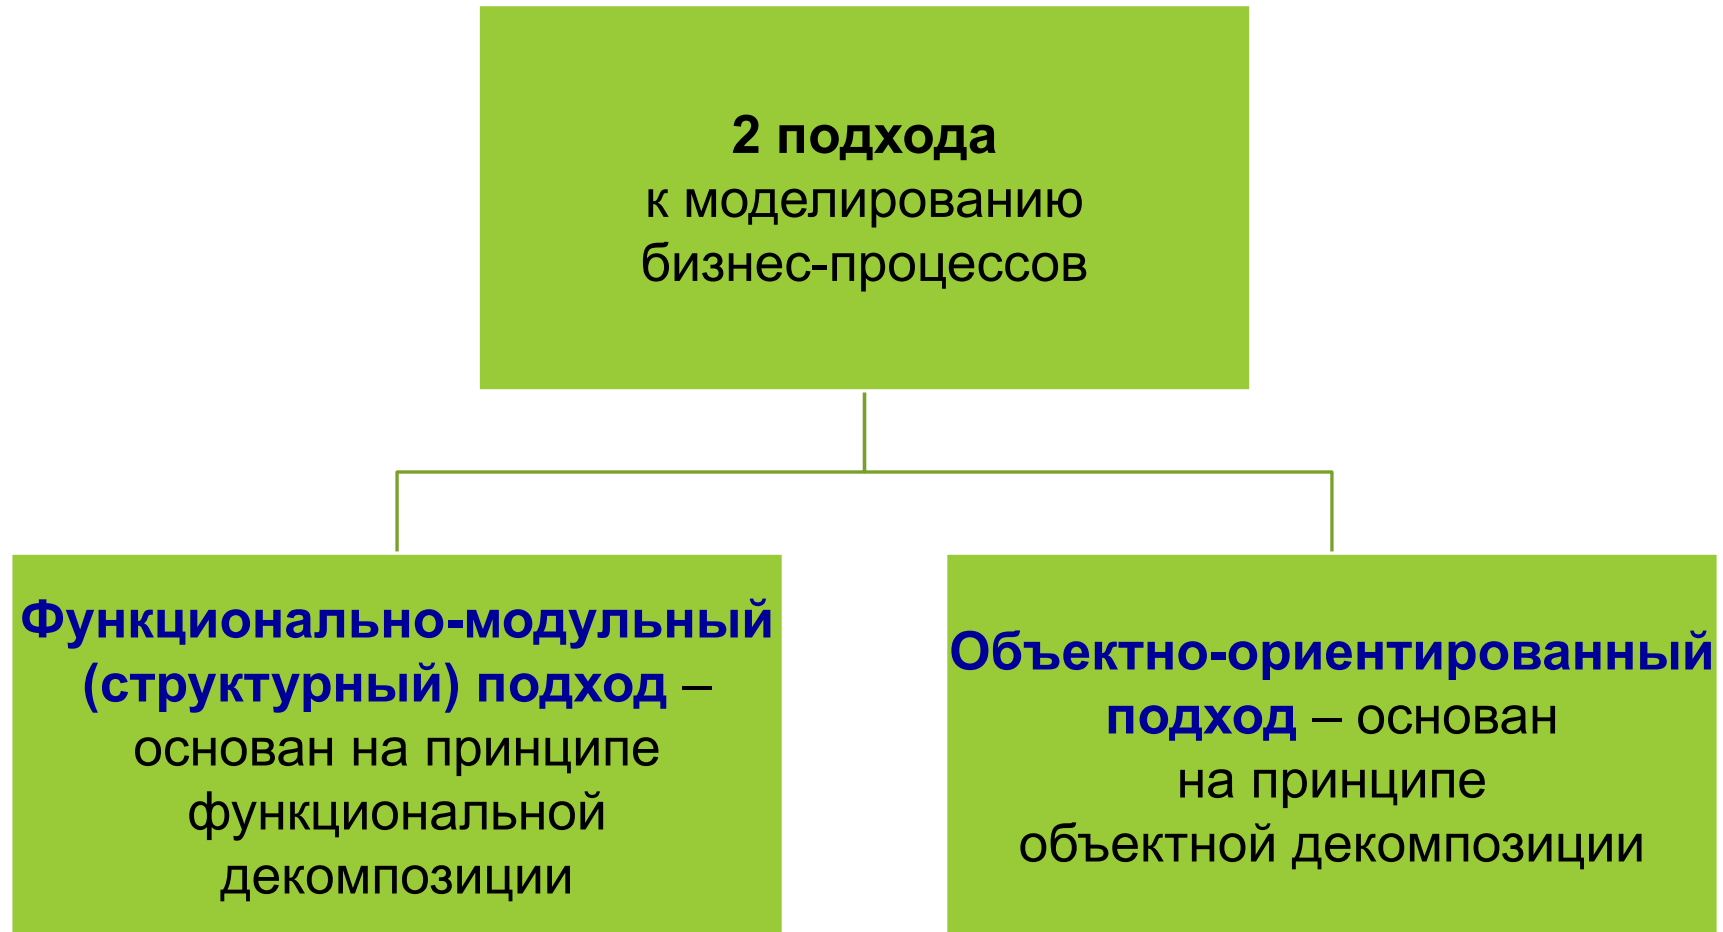 2 подхода
к моделированию
бизнес-процессов
Функционально-модульный
(структурный) подход –
основан на принципе
функциональной
декомпозиции
Объектно-ориентированный
подход – основан
на принципе
объектной декомпозиции